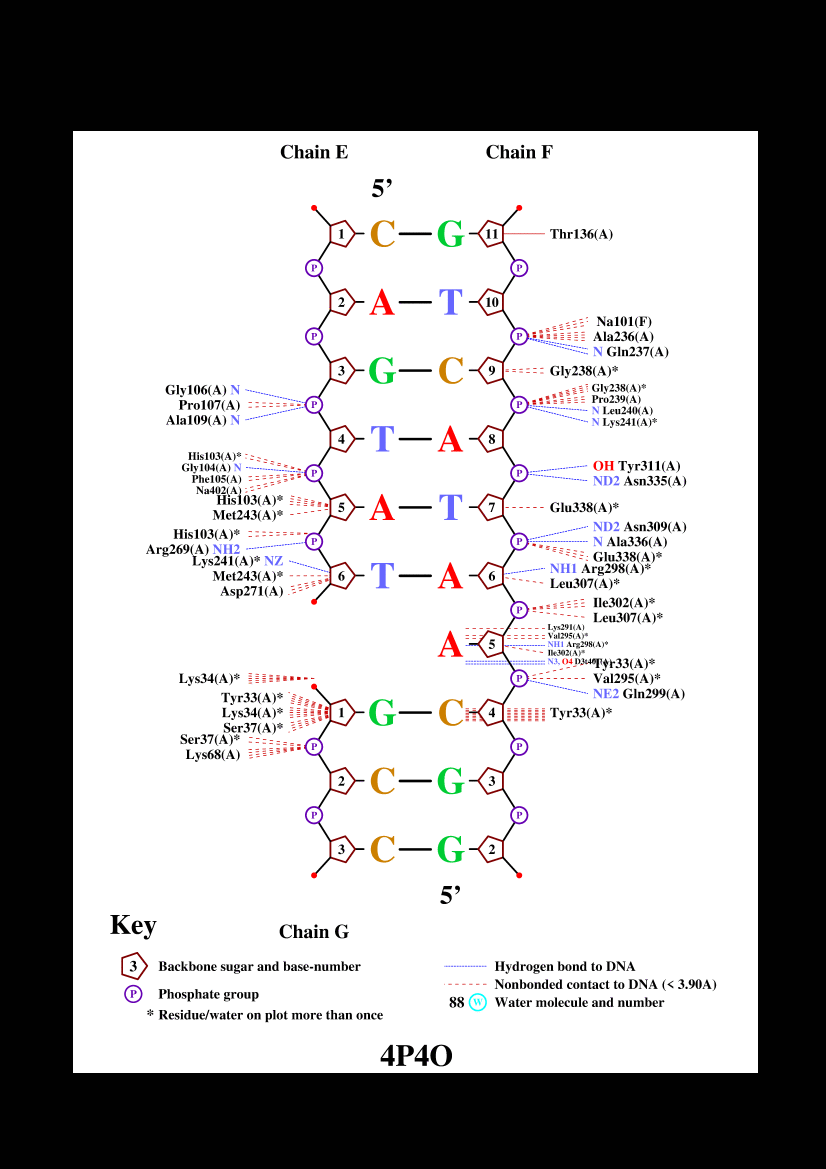 Chain E Chain F
5’
1 C G 11 Thr136(A)
P P
2 A T 10
Na101(F)
P P Ala236(A)
N Gln237(A)
3 G C 9 Gly238(A)*
Gly106(A) N Gly238(A)*
Pro107(A) P P Pro239(A)
Ala109(A) N N Leu240(A)
N Lys241(A)*
4 T A 8
His103(A)*
Gly104(A) N OH Tyr311(A)
Phe105(A) P P ND2 Asn335(A)
Na402(A)
His103(A)*
Met243(A)* 5 A T 7 Glu338(A)*
His103(A)* ND2 Asn309(A)
Arg269(A) NH2 P P N Ala336(A)
Glu338(A)*
Lys241(A)* NZ NH1 Arg298(A)*
Met243(A)* 6 T A 6 Leu307(A)*
Asp271(A)
Ile302(A)*
P Leu307(A)*
Lys291(A)
Val295(A)*
A 5 NH1 Arg298(A)*
Ile302(A)*
N3, O4
Tyr33(A)*
Lys34(A)* P Val295(A)*
NE2 Gln299(A)
Tyr33(A)*
Lys34(A)* 1 G C 4 Tyr33(A)*
Ser37(A)*
Ser37(A)* P P
Lys68(A)
2 C G 3
P P
3 C G 2
5’
Key
Chain G
3 Backbone sugar and base-number
P Phosphate group
* Residue/water on plot more than once
Hydrogen bond to DNA
Nonbonded contact to DNA (< 3.90A)
88 W Water molecule and number
4P4O